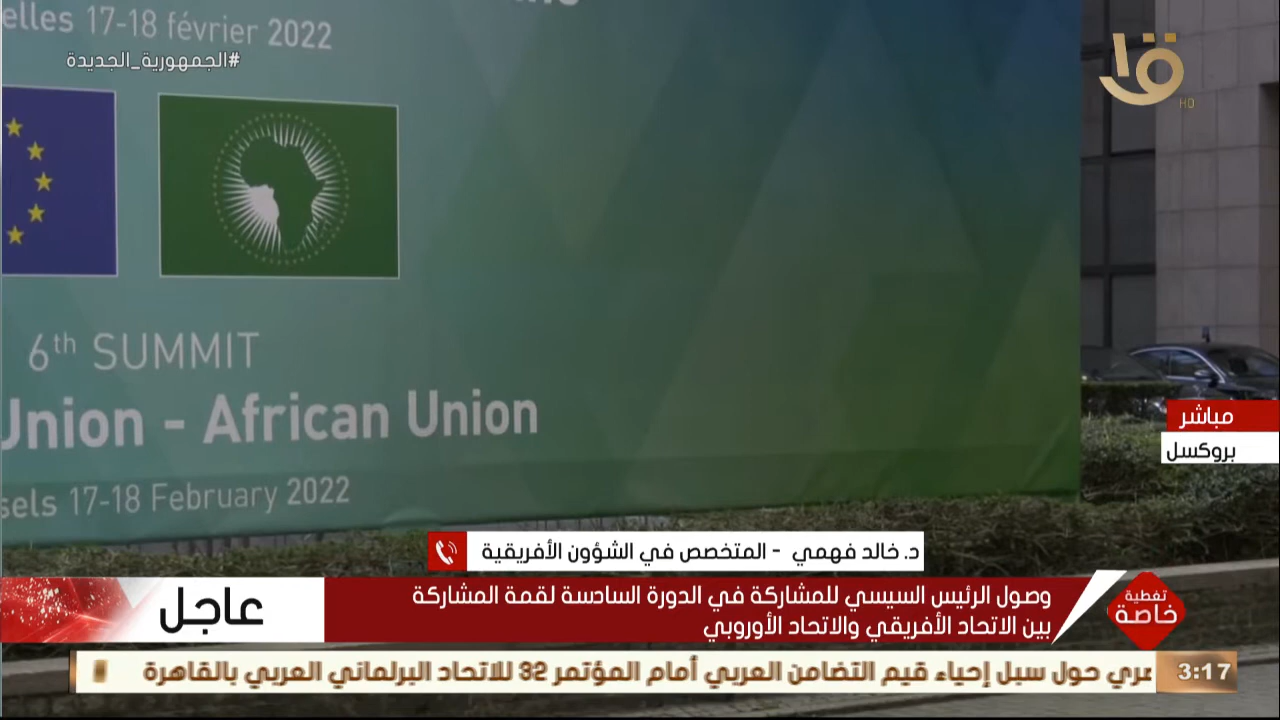 elles 17-18 février 2022
#الجمهورية_الجديدة
HD
6th SUMMIT
Union - African Union
sels 17-18 February 2022
مباشر
بروكسل
د. خالد فهمي - المتخصص في الشؤون الأفريقية
تغطية
خاصة
وصول الرئيس السيسي للمشاركة في الدورة السادسة لقمة المشاركة
بين الاتحاد الأفريقي والاتحاد الأوروبي
عاجل
حول سبل إحياء قيم التضامن العربي أمام المؤتمر 32 للاتحاد البرلماني العربي بالقاهرة
3:17